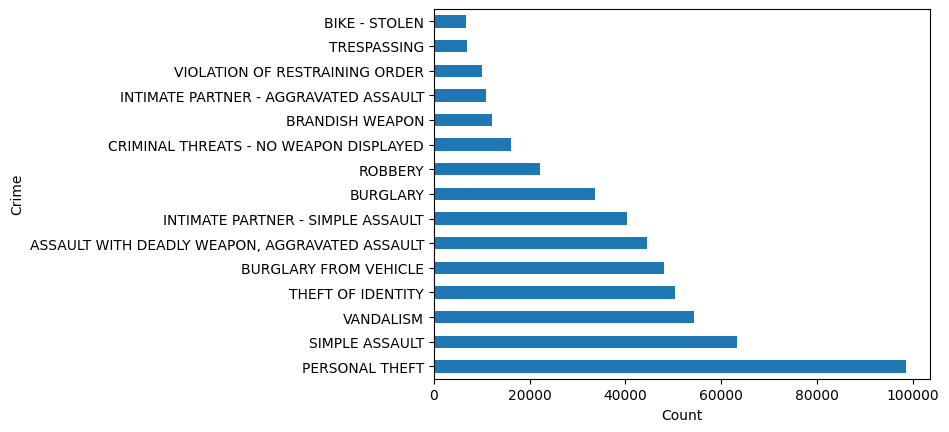 BIKE - STOLEN
TRESPASSING
VIOLATION OF RESTRAINING ORDER
INTIMATE PARTNER - AGGRAVATED ASSAULT
BRANDISH WEAPON
CRIMINAL THREATS - NO WEAPON DISPLAYED
ROBBERY
BURGLARY
INTIMATE PARTNER - SIMPLE ASSAULT
ASSAULT WITH DEADLY WEAPON, AGGRAVATED ASSAULT
BURGLARY FROM VEHICLE
THEFT OF IDENTITY
VANDALISM
SIMPLE ASSAULT
PERSONAL THEFT
Crime
0 20000 40000 60000 80000 100000
Count